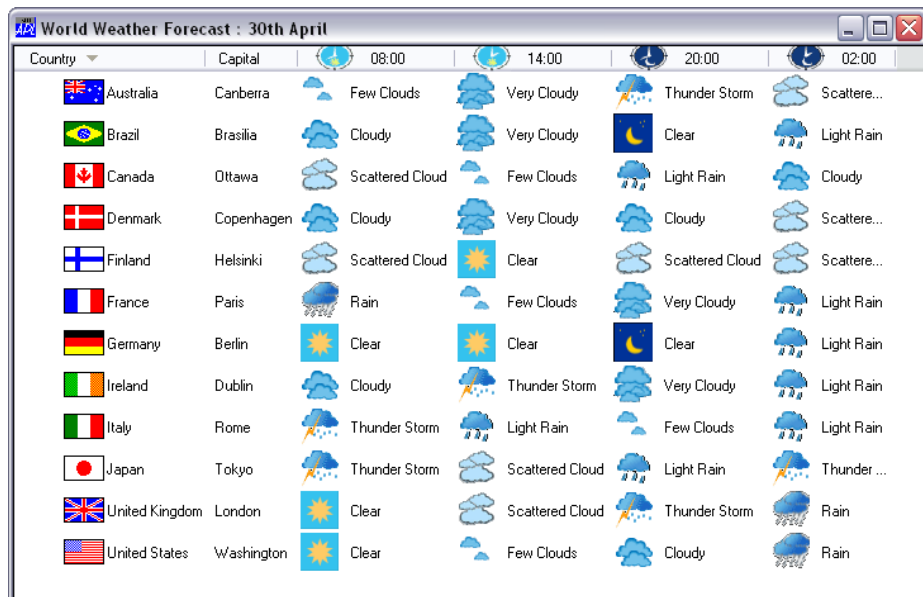 World Weather Forecast : 30th April
Country Capital 08:00 14:00 20:00 02:00
Australia Canberra Few Clouds Very Cloudy Thunder Storm Scattere...
Brazil Brasilia Cloudy Very Cloudy Clear Light Rain
Canada Ottawa Scattered Cloud Few Clouds Light Rain Cloudy
Denmark Copenhagen Cloudy Very Cloudy Cloudy Scattere...
Finland Helsinki Scattered Cloud Clear Scattered Cloud Scattere...
France Paris Rain Few Clouds Very Cloudy Light Rain
Germany Berlin Clear Clear Clear Light Rain
Ireland Dublin Cloudy Thunder Storm Very Cloudy Light Rain
Italy Rome Thunder Storm Light Rain Few Clouds Light Rain
Japan Tokyo Thunder Storm Scattered Cloud Light Rain Thunder ...
United Kingdom London Clear Scattered Cloud Thunder Storm Rain
United States Washington Clear Few Clouds Cloudy Rain